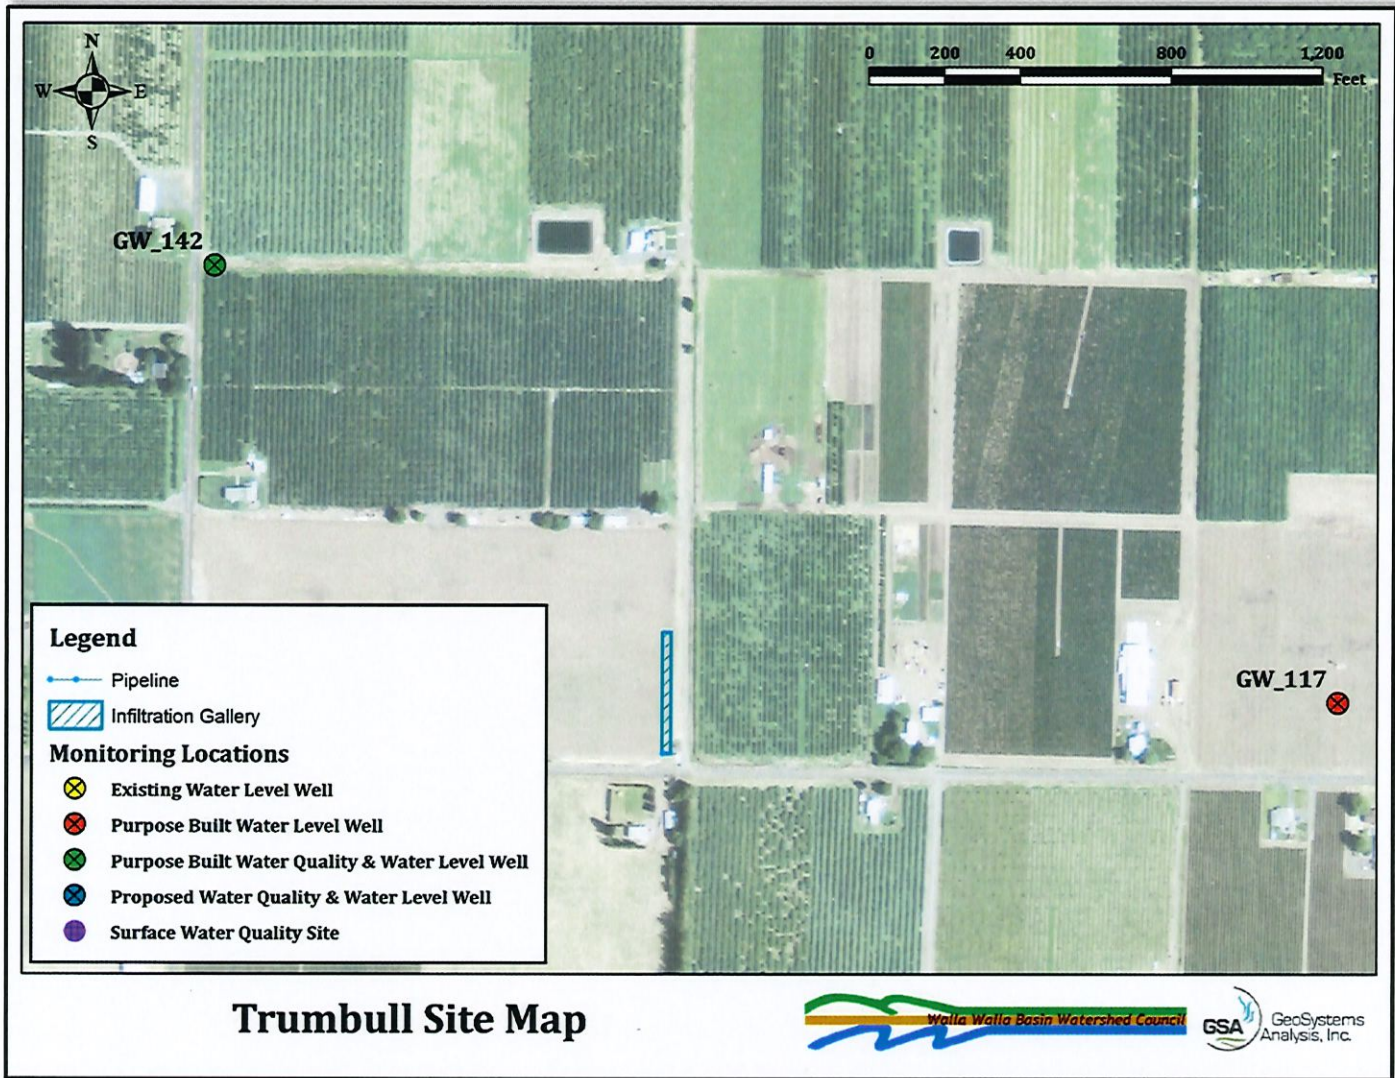 N
W E
S
0 200 400 800 1,200
Feet
GW_142
GW_117
Legend
Pipeline
Infiltration Gallery
Monitoring Locations
Existing Water Level Well
Purpose Built Water Level Well
Purpose Built Water Quality & Water Level Well
Proposed Water Quality & Water Level Well
Surface Water Quality Site
Trumbull Site Map
Walla Walla Basin Watershed Council
GSA
GeoSystems
Analysis, Inc.